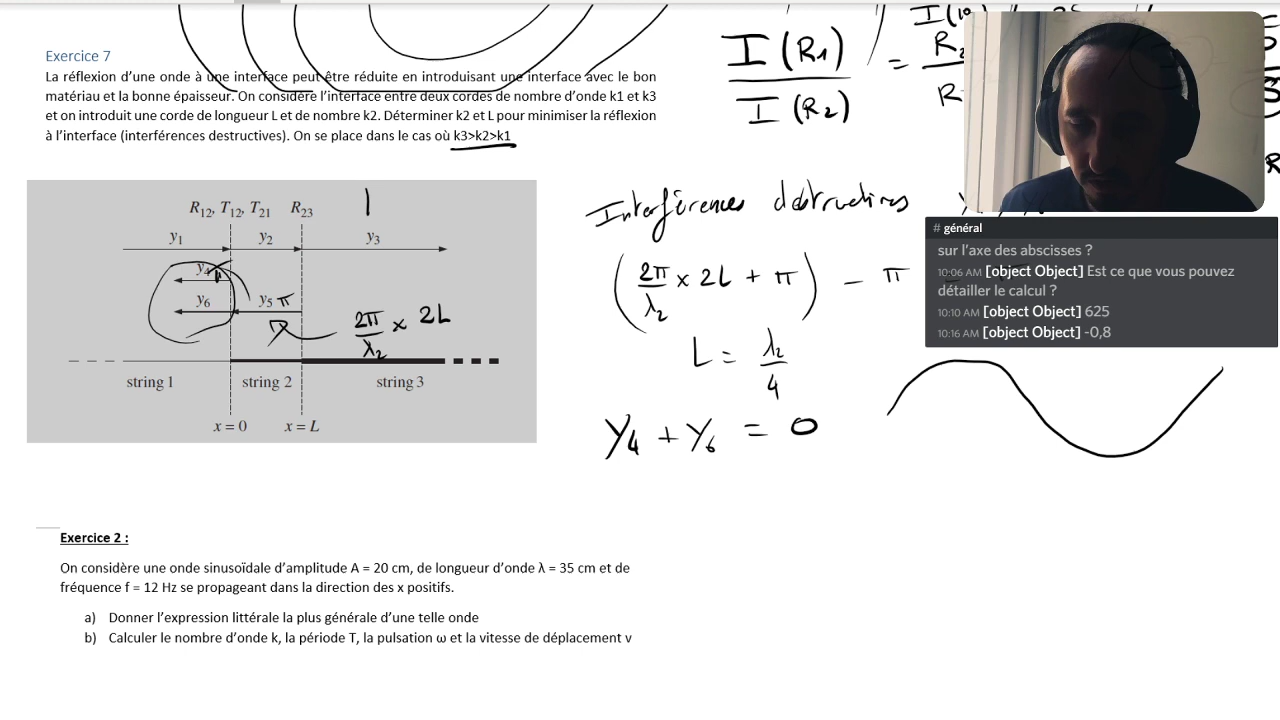 Exercice 7
La réflexion d’une onde à une interface peut être réduite en introduisant une interface avec le bon
matériau et la bonne épaisseur. On considère l’interface entre deux cordes de nombre d’onde k1 et k3
et on introduit une corde de longueur L et de nombre k2. Déterminer k2 et L pour minimiser la réflexion
à l’interface (interférences destructives). On se place dans le cas où k3>k2>k1
R12, T12, T21 R23
y1 y2 y3
y4
y6 y5 π
2π/λ2 × 2L
string 1 string 2 string 3
x = 0 x = L
I (R1) / I (R2) =
Interférences destructives
(2π/λ2 × 2L + π) − π
L = λ2/4
y4 + y6 = 0
# général
sur l’axe des abscisses ?
10:06 AM [object Object] Est ce que vous pouvez
détailler le calcul ?
10:10 AM [object Object] 625
10:16 AM [object Object] -0,8
Exercice 2 :
On considère une onde sinusoïdale d’amplitude A = 20 cm, de longueur d’onde λ = 35 cm et de
fréquence f = 12 Hz se propageant dans la direction des x positifs.
a) Donner l’expression littérale la plus générale d’une telle onde
b) Calculer le nombre d’onde k, la période T, la pulsation ω et la vitesse de déplacement v